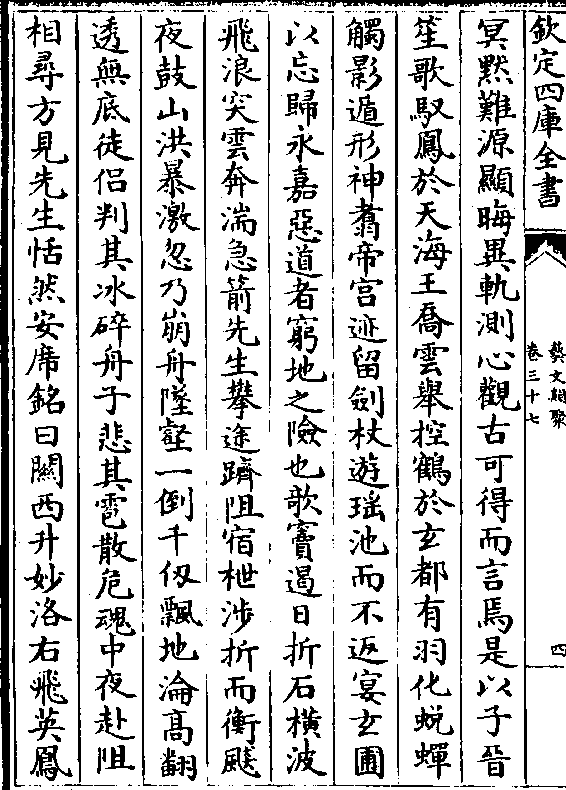 欽定四庫全書
藝文類聚
卷三十七
四
冥默難源顯晦異軌測心觀古可得而言焉是以子晉
笙歌馭鳳於天海王喬雲舉控鶴於玄都有羽化蛻蟬
觸影遁形神翥帝宫迹留劍杖遊瑶池而不返宴玄圃
以忘歸永嘉惡道者窮地之險也欹竇遏日折石横波
飛浪突雲奔湍急箭先生攀途躋阻宿枻涉折而衝飈
夜鼓山洪暴激忽乃崩舟墜壑一倒千仭飄地淪高翻
透無底徒侣判其冰碎舟子悲其雹散危魂中夜赴阻
相尋方見先生恬然安席銘曰關西升妙洛右飛英鳳